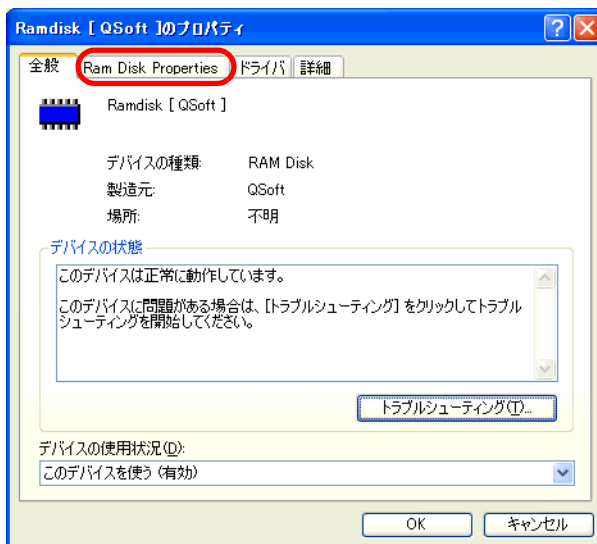 Ramdisk [ QSoft ]のプロパティ
全般 Ram Disk Properties ドライバ 詳細
Ramdisk [ QSoft ]
デバイスの種類: RAM Disk
製造元: QSoft
場所: 不明
デバイスの状態
このデバイスは正常に動作しています。
このデバイスに問題がある場合は、[トラブルシューティング] をクリックしてトラブル
シューティングを開始してください。
トラブルシューティング(T)...
デバイスの使用状況(D):
このデバイスを使う (有効)
OK キャンセル